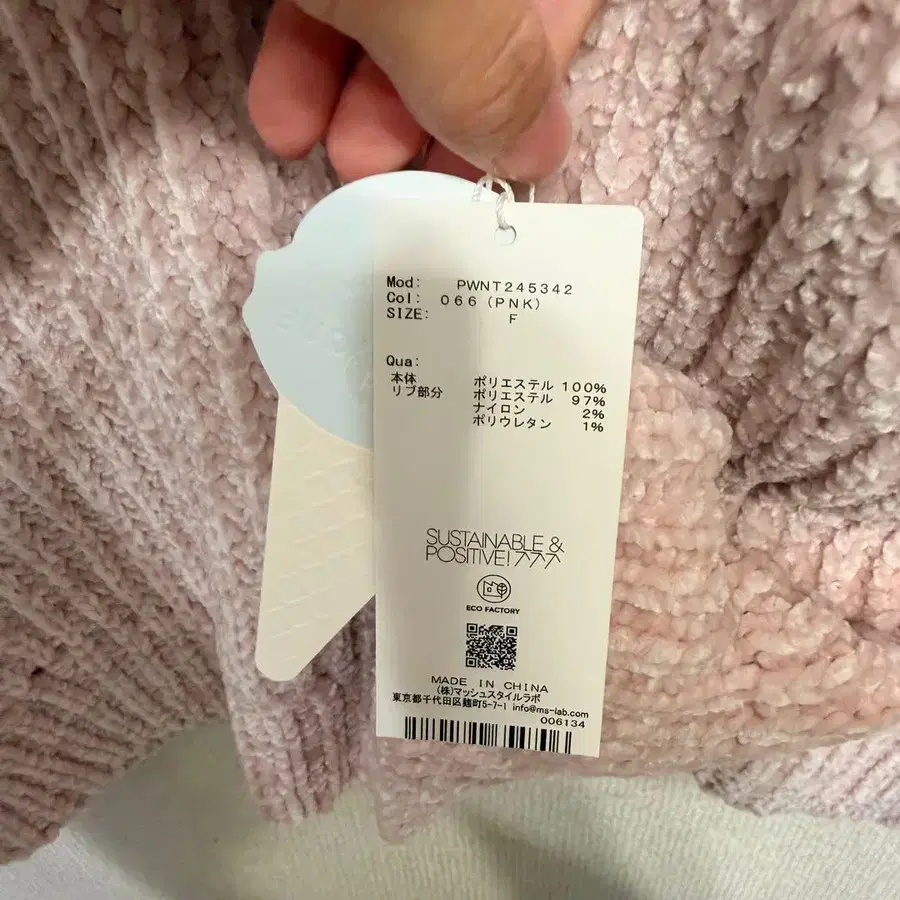 Mod: PWNT245342
Col: 066(PNK)
SIZE: F
Qua:
本体 ポリエステル 100%
リブ部分 ポリエステル 97%
ナイロン 2%
ポリウレタン 1%
SUSTAINABLE &
POSITIVE! 777
ECO FACTORY
MADE IN CHINA
(株)マッシュスタイルラボ
東京都千代田区麹町5-7-1 info@ms-lab.com
006134